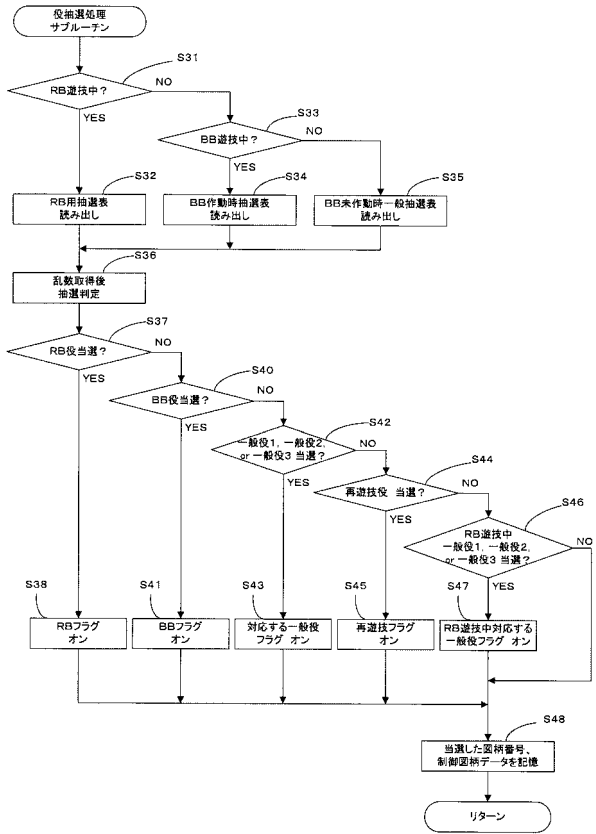 役抽選処理
サブルーチン
S31
RB遊技中?
NO
YES
S33
BB遊技中?
NO
YES
S32
RB用抽選表
読み出し
S34
BB作動時抽選表
読み出し
S35
BB未作動時一般抽選表
読み出し
S36
乱数取得後
抽選判定
S37
RB役当選?
NO
YES
S40
BB役当選?
NO
YES
S42
一般役1, 一般役2,
or 一般役3 当選?
NO
YES
S44
再遊技役 当選?
NO
YES
S46
RB遊技中
一般役1, 一般役2,
or 一般役3 当選?
NO
YES
S38
RBフラグ
オン
S41
BBフラグ
オン
S43
対応する一般役
フラグ オン
S45
再遊技フラグ
オン
S47
RB遊技中対応する
一般役フラグ オン
S48
当選した図柄番号、
制御図柄データを記憶
リターン